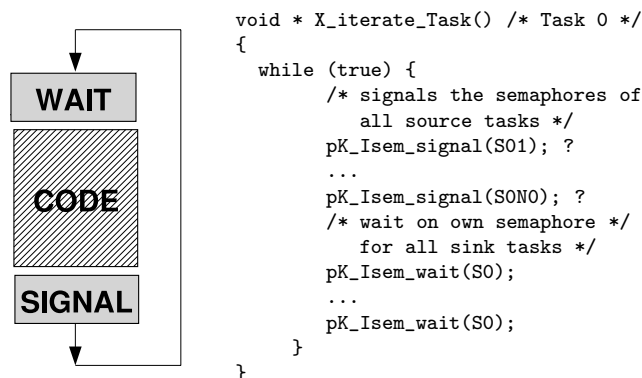 WAIT
CODE
SIGNAL
void * X_iterate_Task() /* Task 0 */
{
  while (true) {
        /* signals the semaphores of
           all source tasks */
        pK_Isem_signal(S01); ?
        ...
        pK_Isem_signal(S0N0); ?
        /* wait on own semaphore */
           for all sink tasks */
        pK_Isem_wait(S0);
        ...
        pK_Isem_wait(S0);
     }
}